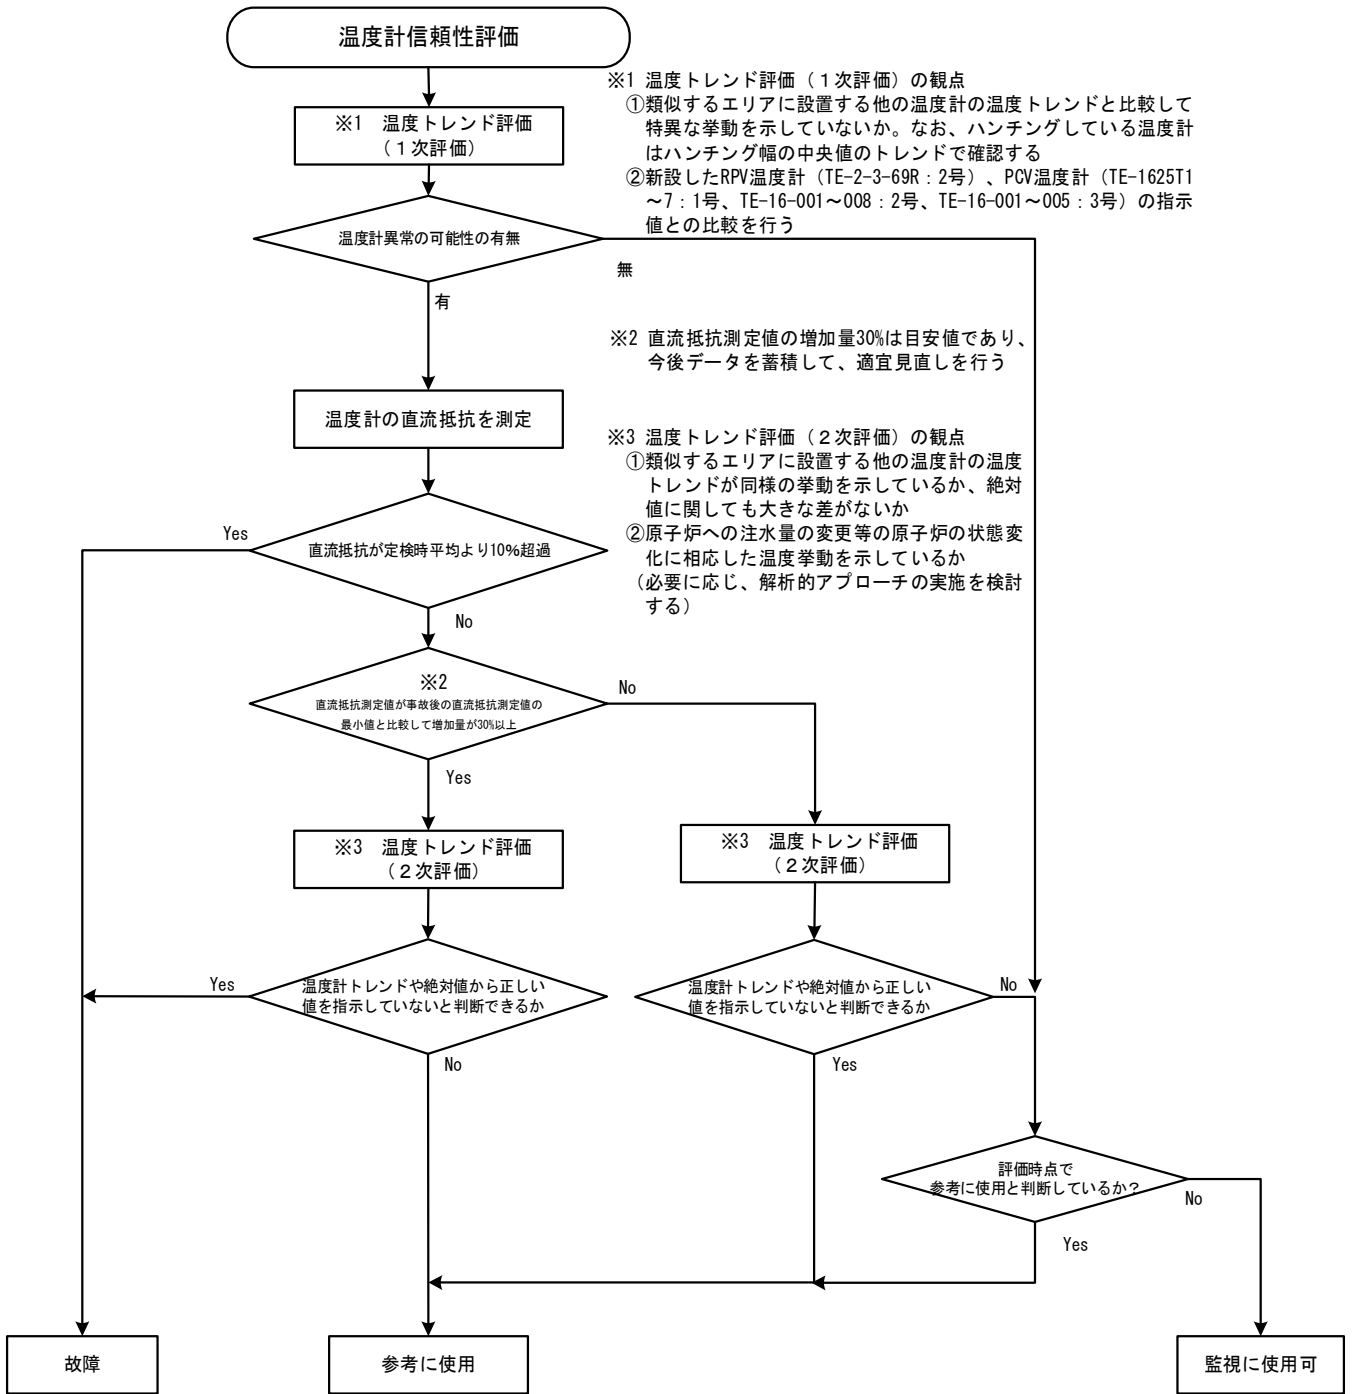 温度計信頼性評価
※1 温度トレンド評価
(１次評価)
※1 温度トレンド評価（１次評価）の観点
①類似するエリアに設置する他の温度計の温度トレンドと比較して
特異な挙動を示していないか。なお、ハンチングしている温度計
はハンチング幅の中央値のトレンドで確認する
②新設したRPV温度計（TE-2-3-69R：2号）、PCV温度計（TE-1625T1
～7：1号、TE-16-001～008：2号、TE-16-001～005：3号）の指示
値との比較を行う
温度計異常の可能性の有無
無
有
※2 直流抵抗測定値の増加量30%は目安値であり、
今後データを蓄積して、適宜見直しを行う
温度計の直流抵抗を測定
※3 温度トレンド評価（２次評価）の観点
①類似するエリアに設置する他の温度計の温度
トレンドが同様の挙動を示しているか、絶対
値に関しても大きな差がないか
②原子炉への注水量の変更等の原子炉の状態変
化に相応した温度挙動を示しているか
（必要に応じ、解析的アプローチの実施を検討
する）
Yes
直流抵抗が定検時平均より10%超過
No
※2
直流抵抗測定値が事故後の直流抵抗測定値の
最小値と比較して増加量が30%以上
No
Yes
※3 温度トレンド評価
(２次評価)
※3 温度トレンド評価
(２次評価)
Yes
温度計トレンドや絶対値から正しい
値を指示していないと判断できるか
No
温度計トレンドや絶対値から正しい
値を指示していないと判断できるか
No
Yes
評価時点で
参考に使用と判断しているか？
No
Yes
故障
参考に使用
監視に使用可